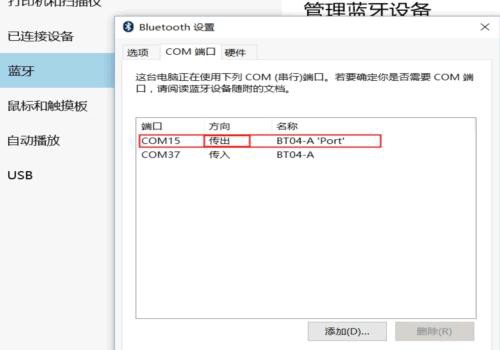 打印机和扫描仪
已连接设备
蓝牙
鼠标和触摸板
自动播放
USB
管理蓝牙设备
Bluetooth 设置
选项 COM 端口 硬件
这台电脑正在使用下列 COM (串行)端口。若要确定你是否需要 COM 端
口，请阅读蓝牙设备随附的文档。
端口 方向 名称
COM15 传出 BT04-A 'Port'
COM37 传入 BT04-A
添加(D)... 删除(R)